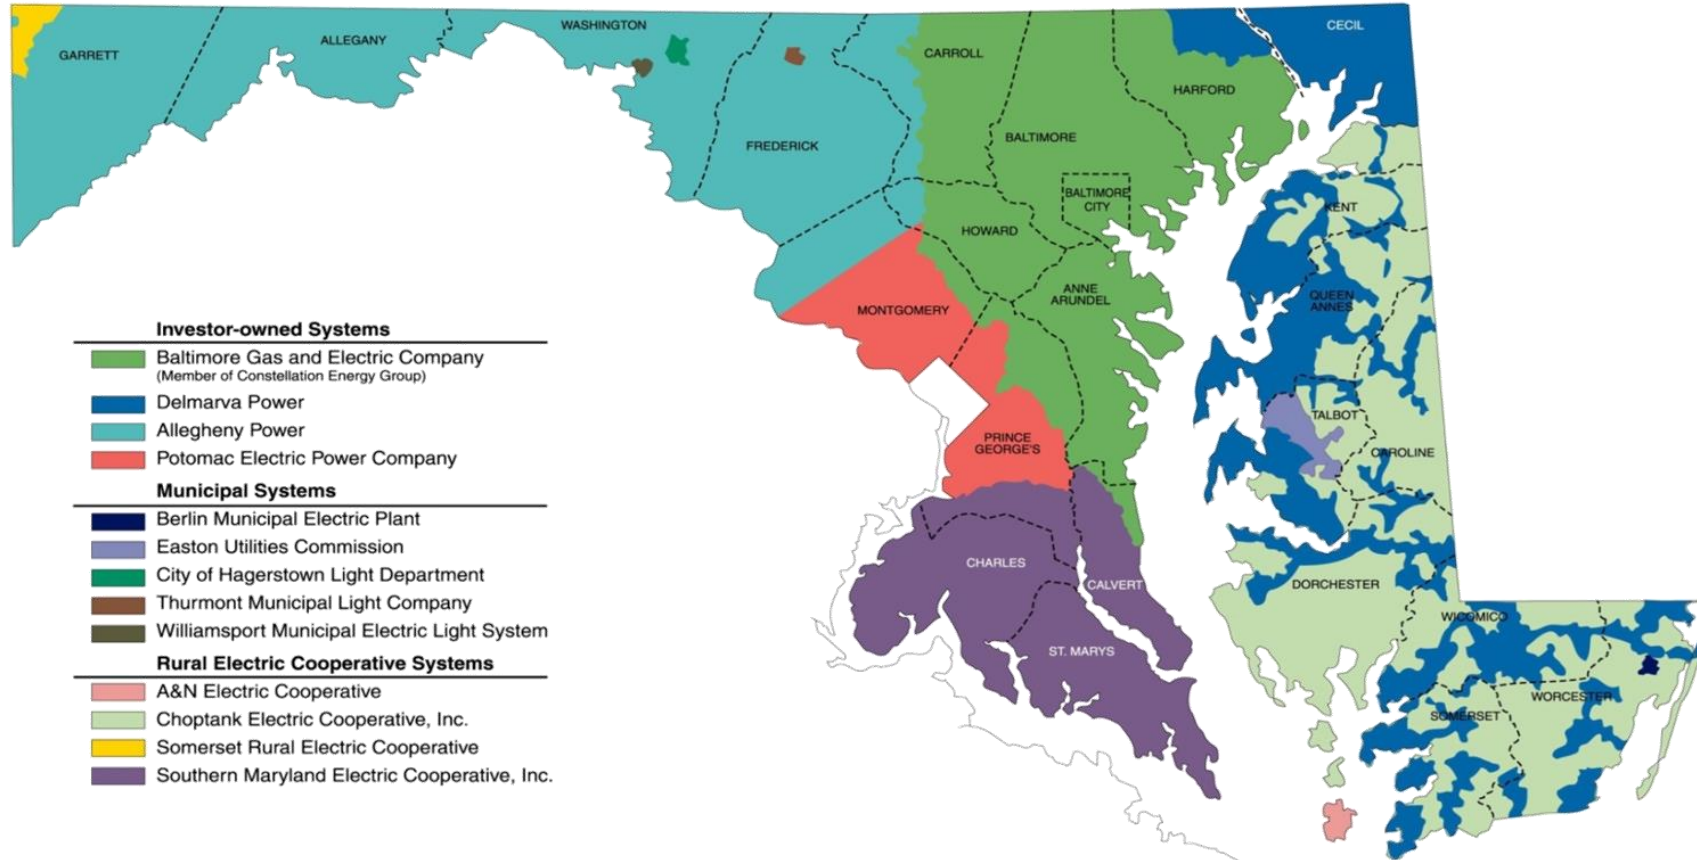 WASHINGTON
CECIL
GARRETT
ALLEGANY
CARROLL
HARFORD
FREDERICK
BALTIMORE
BALTIMORE
CITY
KENT
HOWARD
ANNE
ARUNDEL
QUEEN
ANNES
MONTGOMERY
TALBOT
PRINCE
GEORGE'S
CAROLINE
CHARLES
CALVERT
DORCHESTER
WICOMICO
ST. MARYS
WORCESTER
SOMERSET
Investor-owned Systems
Baltimore Gas and Electric Company
(Member of Constellation Energy Group)
Delmarva Power
Allegheny Power
Potomac Electric Power Company
Municipal Systems
Berlin Municipal Electric Plant
Easton Utilities Commission
City of Hagerstown Light Department
Thurmont Municipal Light Company
Williamsport Municipal Electric Light System
Rural Electric Cooperative Systems
A&N Electric Cooperative
Choptank Electric Cooperative, Inc.
Somerset Rural Electric Cooperative
Southern Maryland Electric Cooperative, Inc.